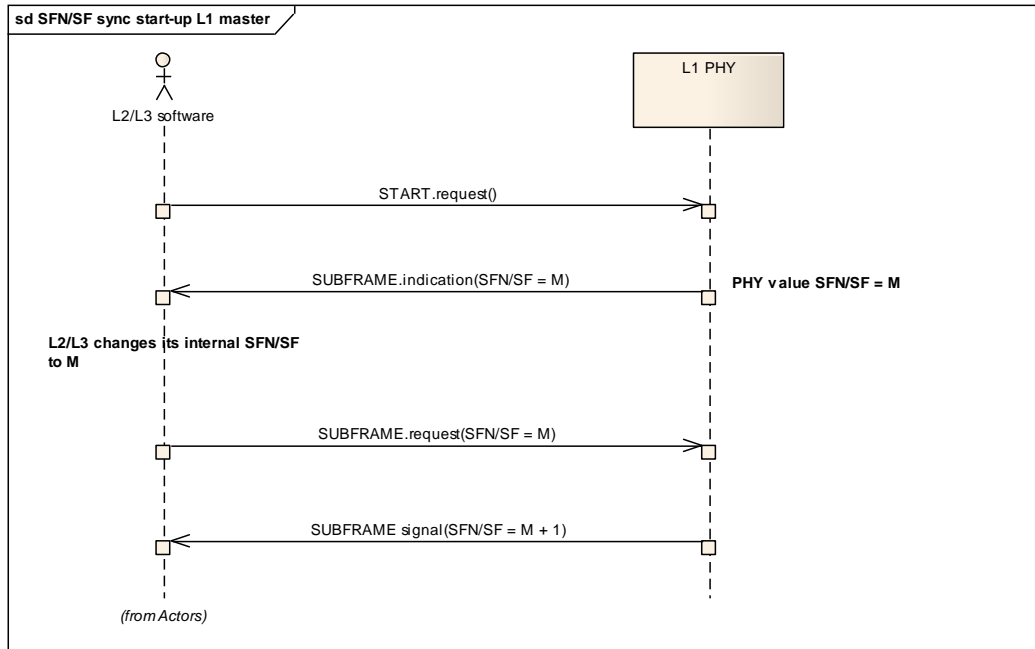 sd SFN/SF sync start-up L1 master
L1 PHY
L2/L3 software
START.request()
SUBFRAME.indication(SFN/SF = M)
PHY value SFN/SF = M
L2/L3 changes its internal SFN/SF
to M
SUBFRAME.request(SFN/SF = M)
SUBFRAME signal(SFN/SF = M + 1)
(from Actors)